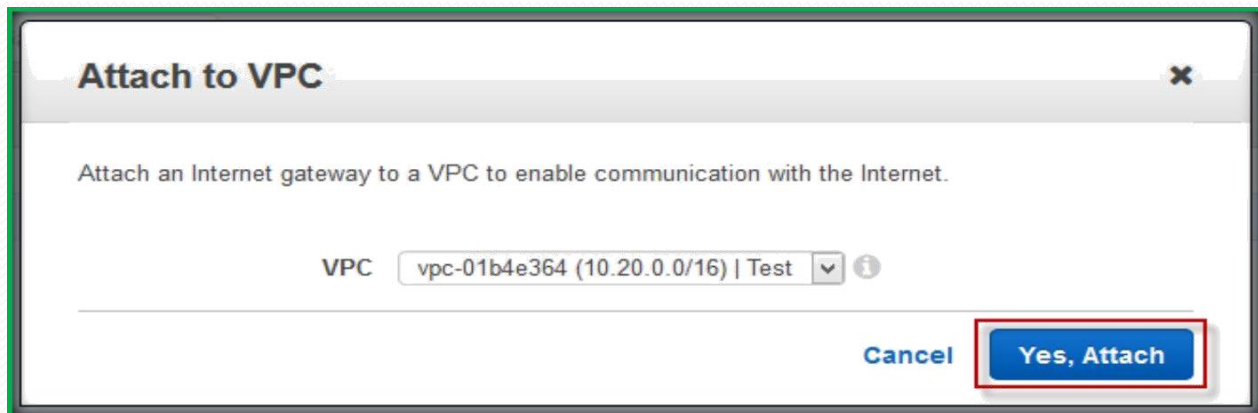 Attach to VPC
Attach an Internet gateway to a VPC to enable communication with the Internet.
VPC vpc-01b4e364 (10.20.0.0/16) | Test
Cancel Yes, Attach